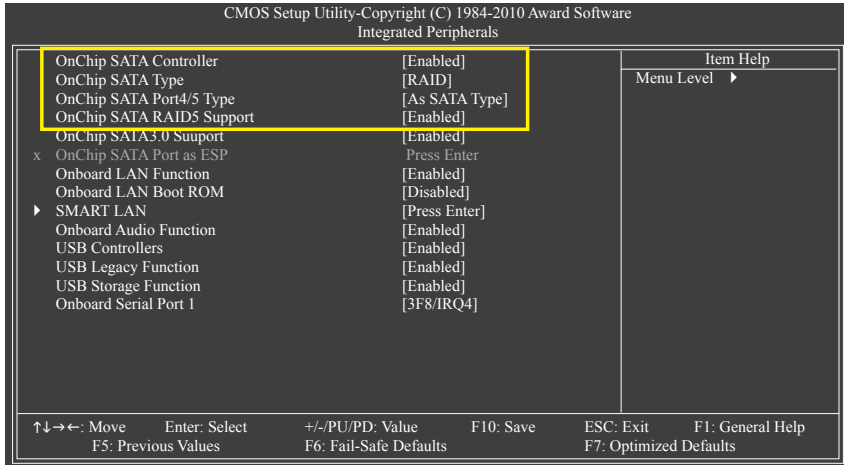 CMOS Setup Utility-Copyright (C) 1984-2010 Award Software
Integrated Peripherals
OnChip SATA Controller [Enabled]
OnChip SATA Type [RAID]
OnChip SATA Port4/5 Type [As SATA Type]
OnChip SATA RAID5 Support [Enabled]
OnChip SATA3.0 Suuport [Enabled]
x OnChip SATA Port as ESP Press Enter
Onboard LAN Function [Enabled]
Onboard LAN Boot ROM [Disabled]
SMART LAN [Press Enter]
Onboard Audio Function [Enabled]
USB Controllers [Enabled]
USB Legacy Function [Enabled]
USB Storage Function [Enabled]
Onboard Serial Port 1 [3F8/IRQ4]
Item Help
Menu Level
↑↓→←: Move Enter: Select +/-/PU/PD: Value F10: Save ESC: Exit F1: General Help
F5: Previous Values F6: Fail-Safe Defaults F7: Optimized Defaults